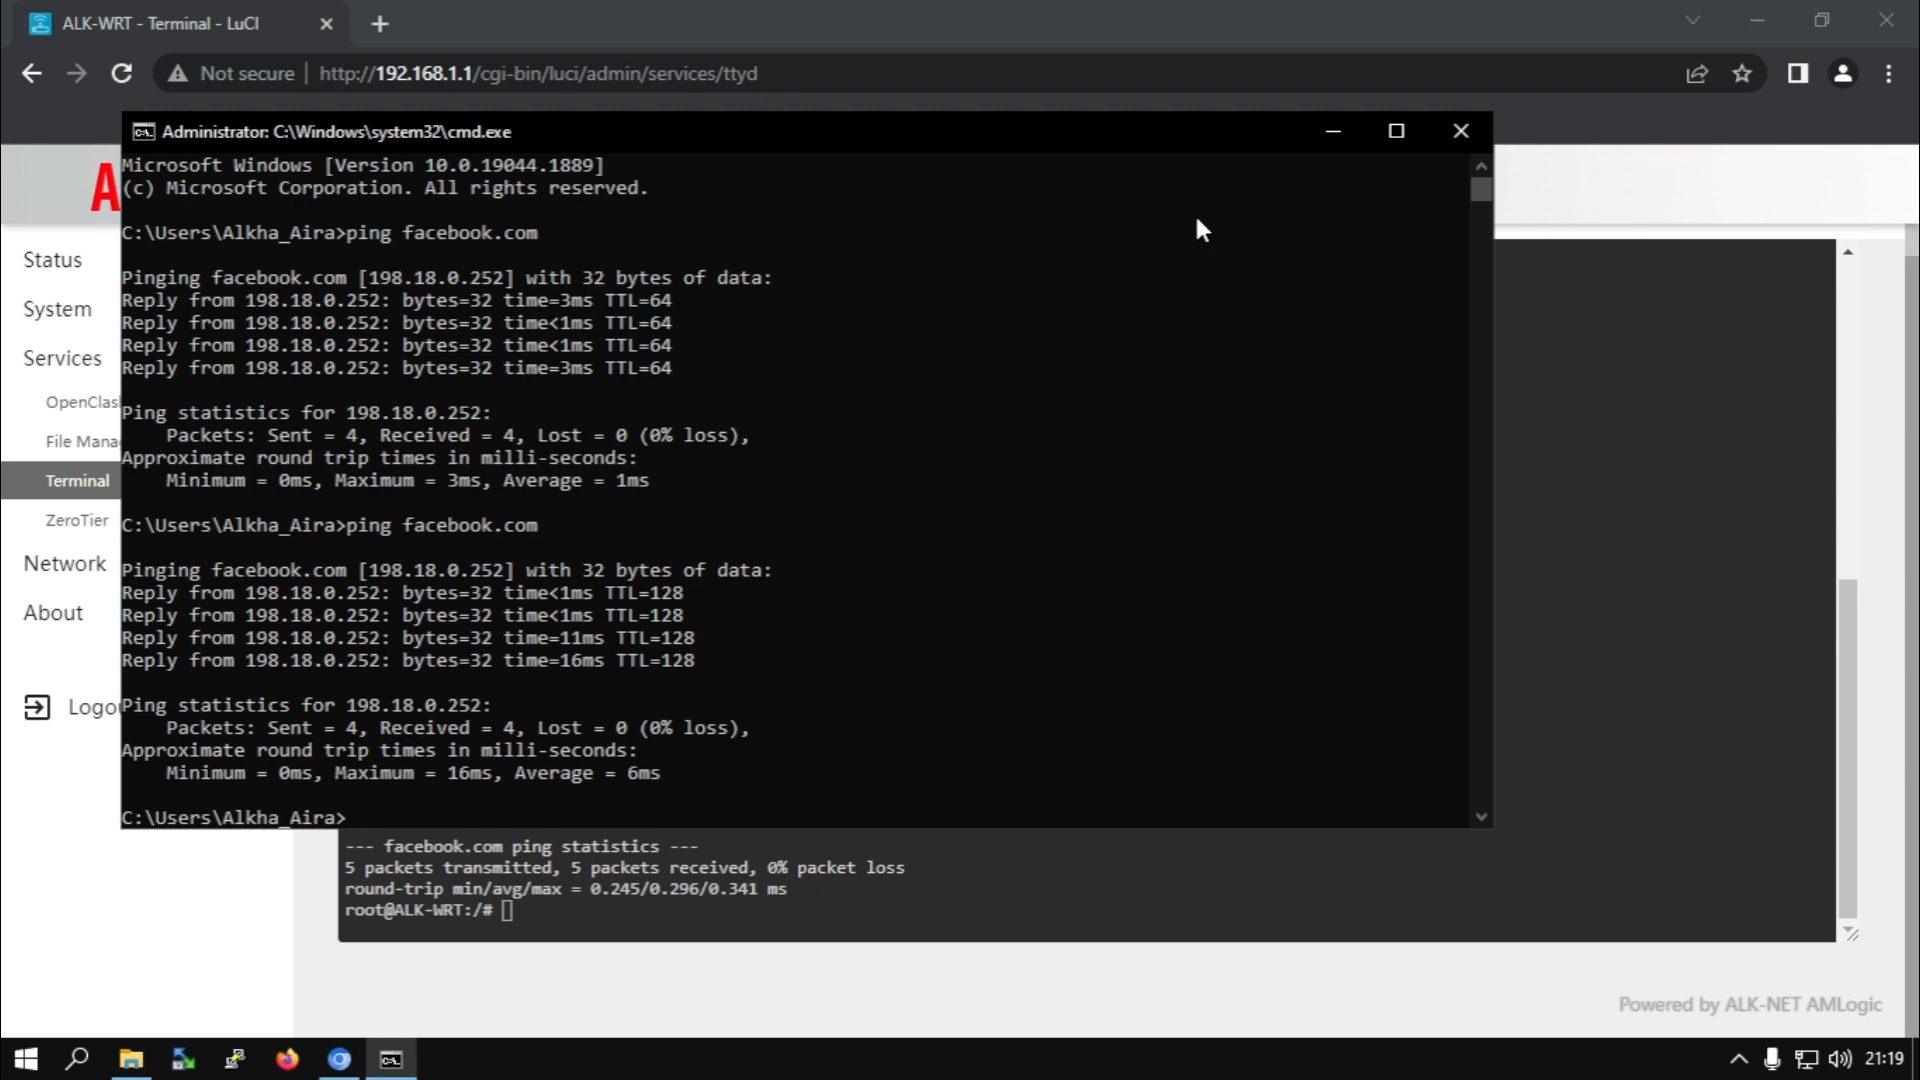 ALK-WRT - Terminal - LuCI
Not secure
http://192.168.1.1/cgi-bin/luci/admin/services/ttyd
Administrator: C:\Windows\system32\cmd.exe
Microsoft Windows [Version 10.0.19044.1889]
(c) Microsoft Corporation. All rights reserved.
C:\Users\Alkha_Aira>ping facebook.com
Pinging facebook.com [198.18.0.252] with 32 bytes of data:
Reply from 198.18.0.252: bytes=32 time=3ms TTL=64
Reply from 198.18.0.252: bytes=32 time<1ms TTL=64
Reply from 198.18.0.252: bytes=32 time<1ms TTL=64
Reply from 198.18.0.252: bytes=32 time=3ms TTL=64
Ping statistics for 198.18.0.252:
Packets: Sent = 4, Received = 4, Lost = 0 (0% loss),
Approximate round trip times in milli-seconds:
Minimum = 0ms, Maximum = 3ms, Average = 1ms
C:\Users\Alkha_Aira>ping facebook.com
Pinging facebook.com [198.18.0.252] with 32 bytes of data:
Reply from 198.18.0.252: bytes=32 time<1ms TTL=128
Reply from 198.18.0.252: bytes=32 time<1ms TTL=128
Reply from 198.18.0.252: bytes=32 time=11ms TTL=128
Reply from 198.18.0.252: bytes=32 time=16ms TTL=128
Ping statistics for 198.18.0.252:
Packets: Sent = 4, Received = 4, Lost = 0 (0% loss),
Approximate round trip times in milli-seconds:
Minimum = 0ms, Maximum = 16ms, Average = 6ms
C:\Users\Alkha_Aira>
A
Status
System
Services
OpenClas
File Mana
Terminal
ZeroTier
Network
About
Logo
--- facebook.com ping statistics ---
5 packets transmitted, 5 packets received, 0% packet loss
round-trip min/avg/max = 0.245/0.296/0.341 ms
root@ALK-WRT:/#
Powered by ALK-NET AMLogic
21:19